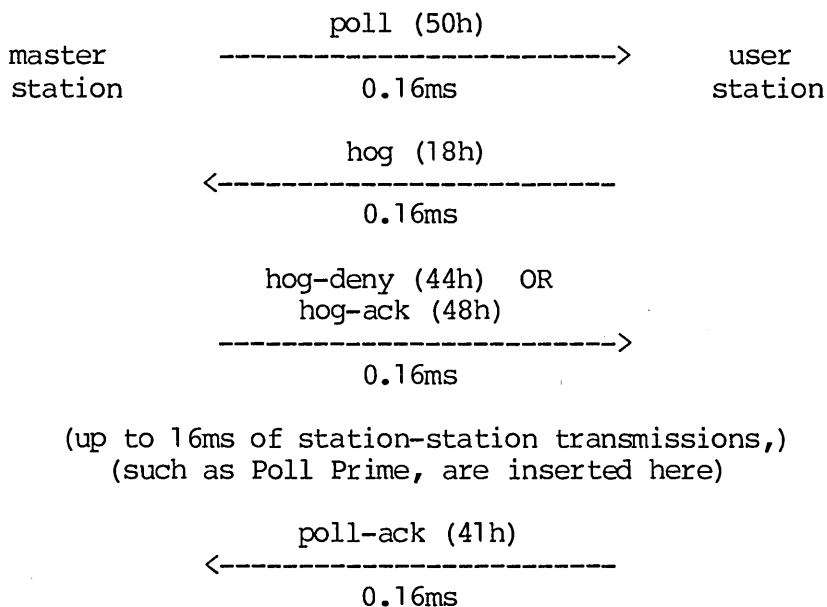 poll (50h)
master -------------------------> user
station 0.16ms station
hog (18h)
<-------------------------
0.16ms
hog-deny (44h) OR
hog-ack (48h)
------------------------->
0.16ms
(up to 16ms of station-station transmissions,)
(such as Poll Prime, are inserted here)
poll-ack (41h)
<-------------------------
0.16ms